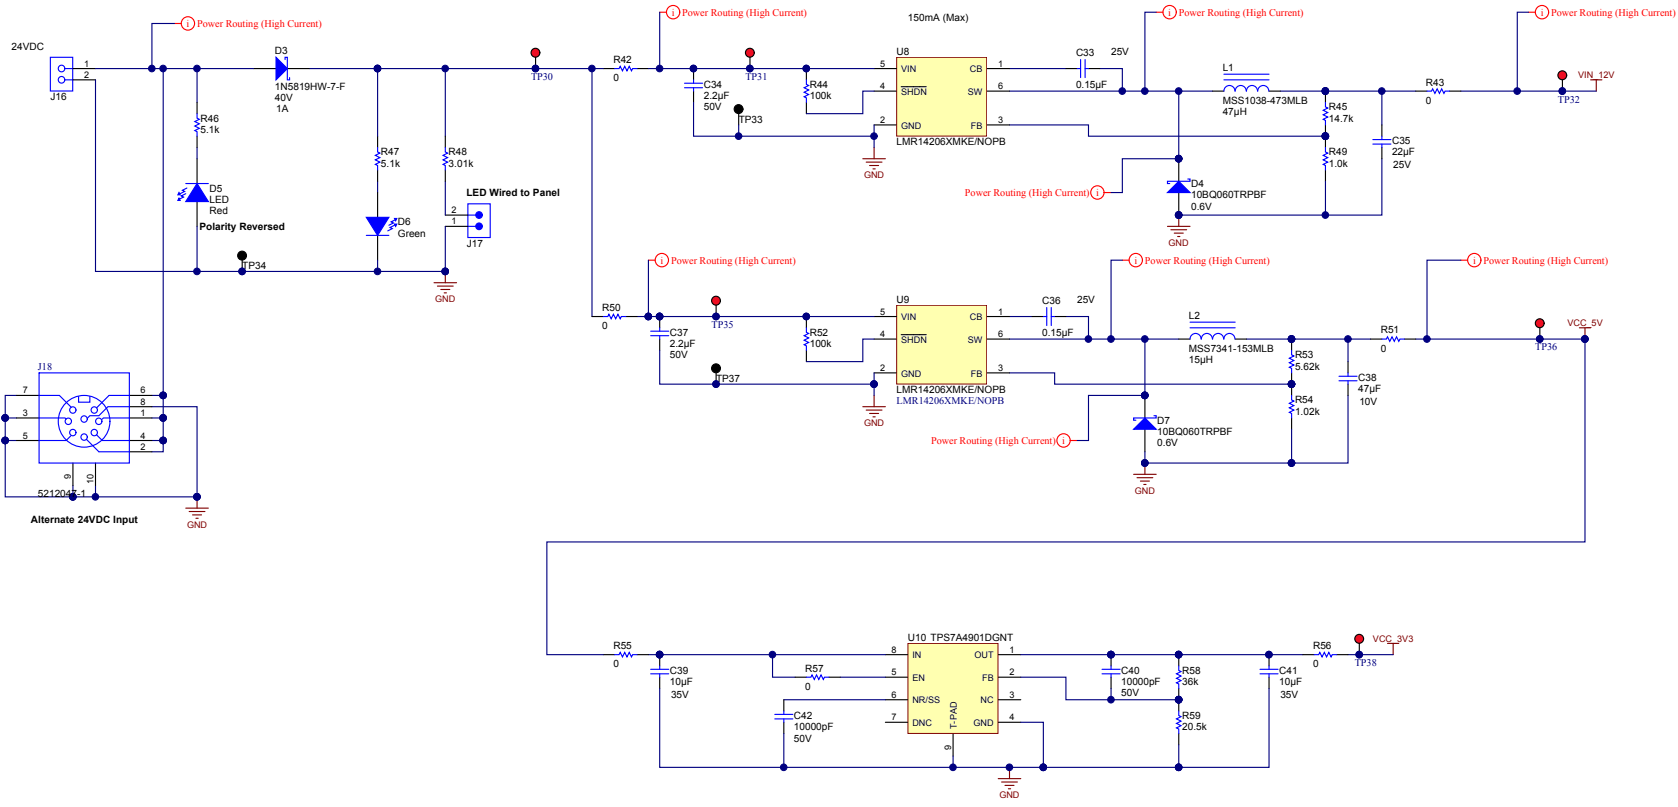 Power Routing (High Current)
24VDC
1
2
J16
D3
1N5819HW-7-F
40V
1A
R46
5.1k
D5
LED
Red
Polarity Reversed
TP34
R47
5.1k
D6
Green
R48
3.01k
LED Wired to Panel
2
1
J17
GND
TP30
R42
0
Power Routing (High Current)
TP31
C34
2.2µF
50V
TP33
R44
100k
GND
150mA (Max)
U8
5
VIN
CB
1
4
SHDN
SW
6
2
GND
FB
3
LMR14206XMKE/NOPB
C33
25V
0.15µF
Power Routing (High Current)
L1
MSS1038-473MLB
47µH
R45
14.7k
R49
1.0k
C35
22µF
25V
R43
0
Power Routing (High Current)
VIN_12V
TP32
Power Routing (High Current)
D4
10BQ060TRPBF
0.6V
GND
R50
0
Power Routing (High Current)
TP35
C37
2.2µF
50V
TP37
R52
100k
GND
U9
5
VIN
CB
1
4
SHDN
SW
6
2
GND
FB
3
LMR14206XMKE/NOPB
LMR14206XMKE/NOPB
C36
25V
0.15µF
Power Routing (High Current)
L2
MSS7341-153MLB
15µH
R53
5.62k
R54
1.02k
C38
47µF
10V
R51
0
Power Routing (High Current)
VCC_5V
TP36
Power Routing (High Current)
D7
10BQ060TRPBF
0.6V
GND
J18
7
3
5
6
8
1
4
2
9
10
5212047-1
GND
Alternate 24VDC Input
R55
0
C39
10µF
35V
R57
0
C42
10000pF
50V
U10 TPS7A4901DGNT
8
IN
OUT
1
5
EN
FB
2
6
NR/SS
NC
3
7
DNC
GND
4
T-PAD
9
GND
C40
10000pF
50V
R58
36k
R59
20.5k
C41
10µF
35V
R56
0
VCC_3V3
TP38